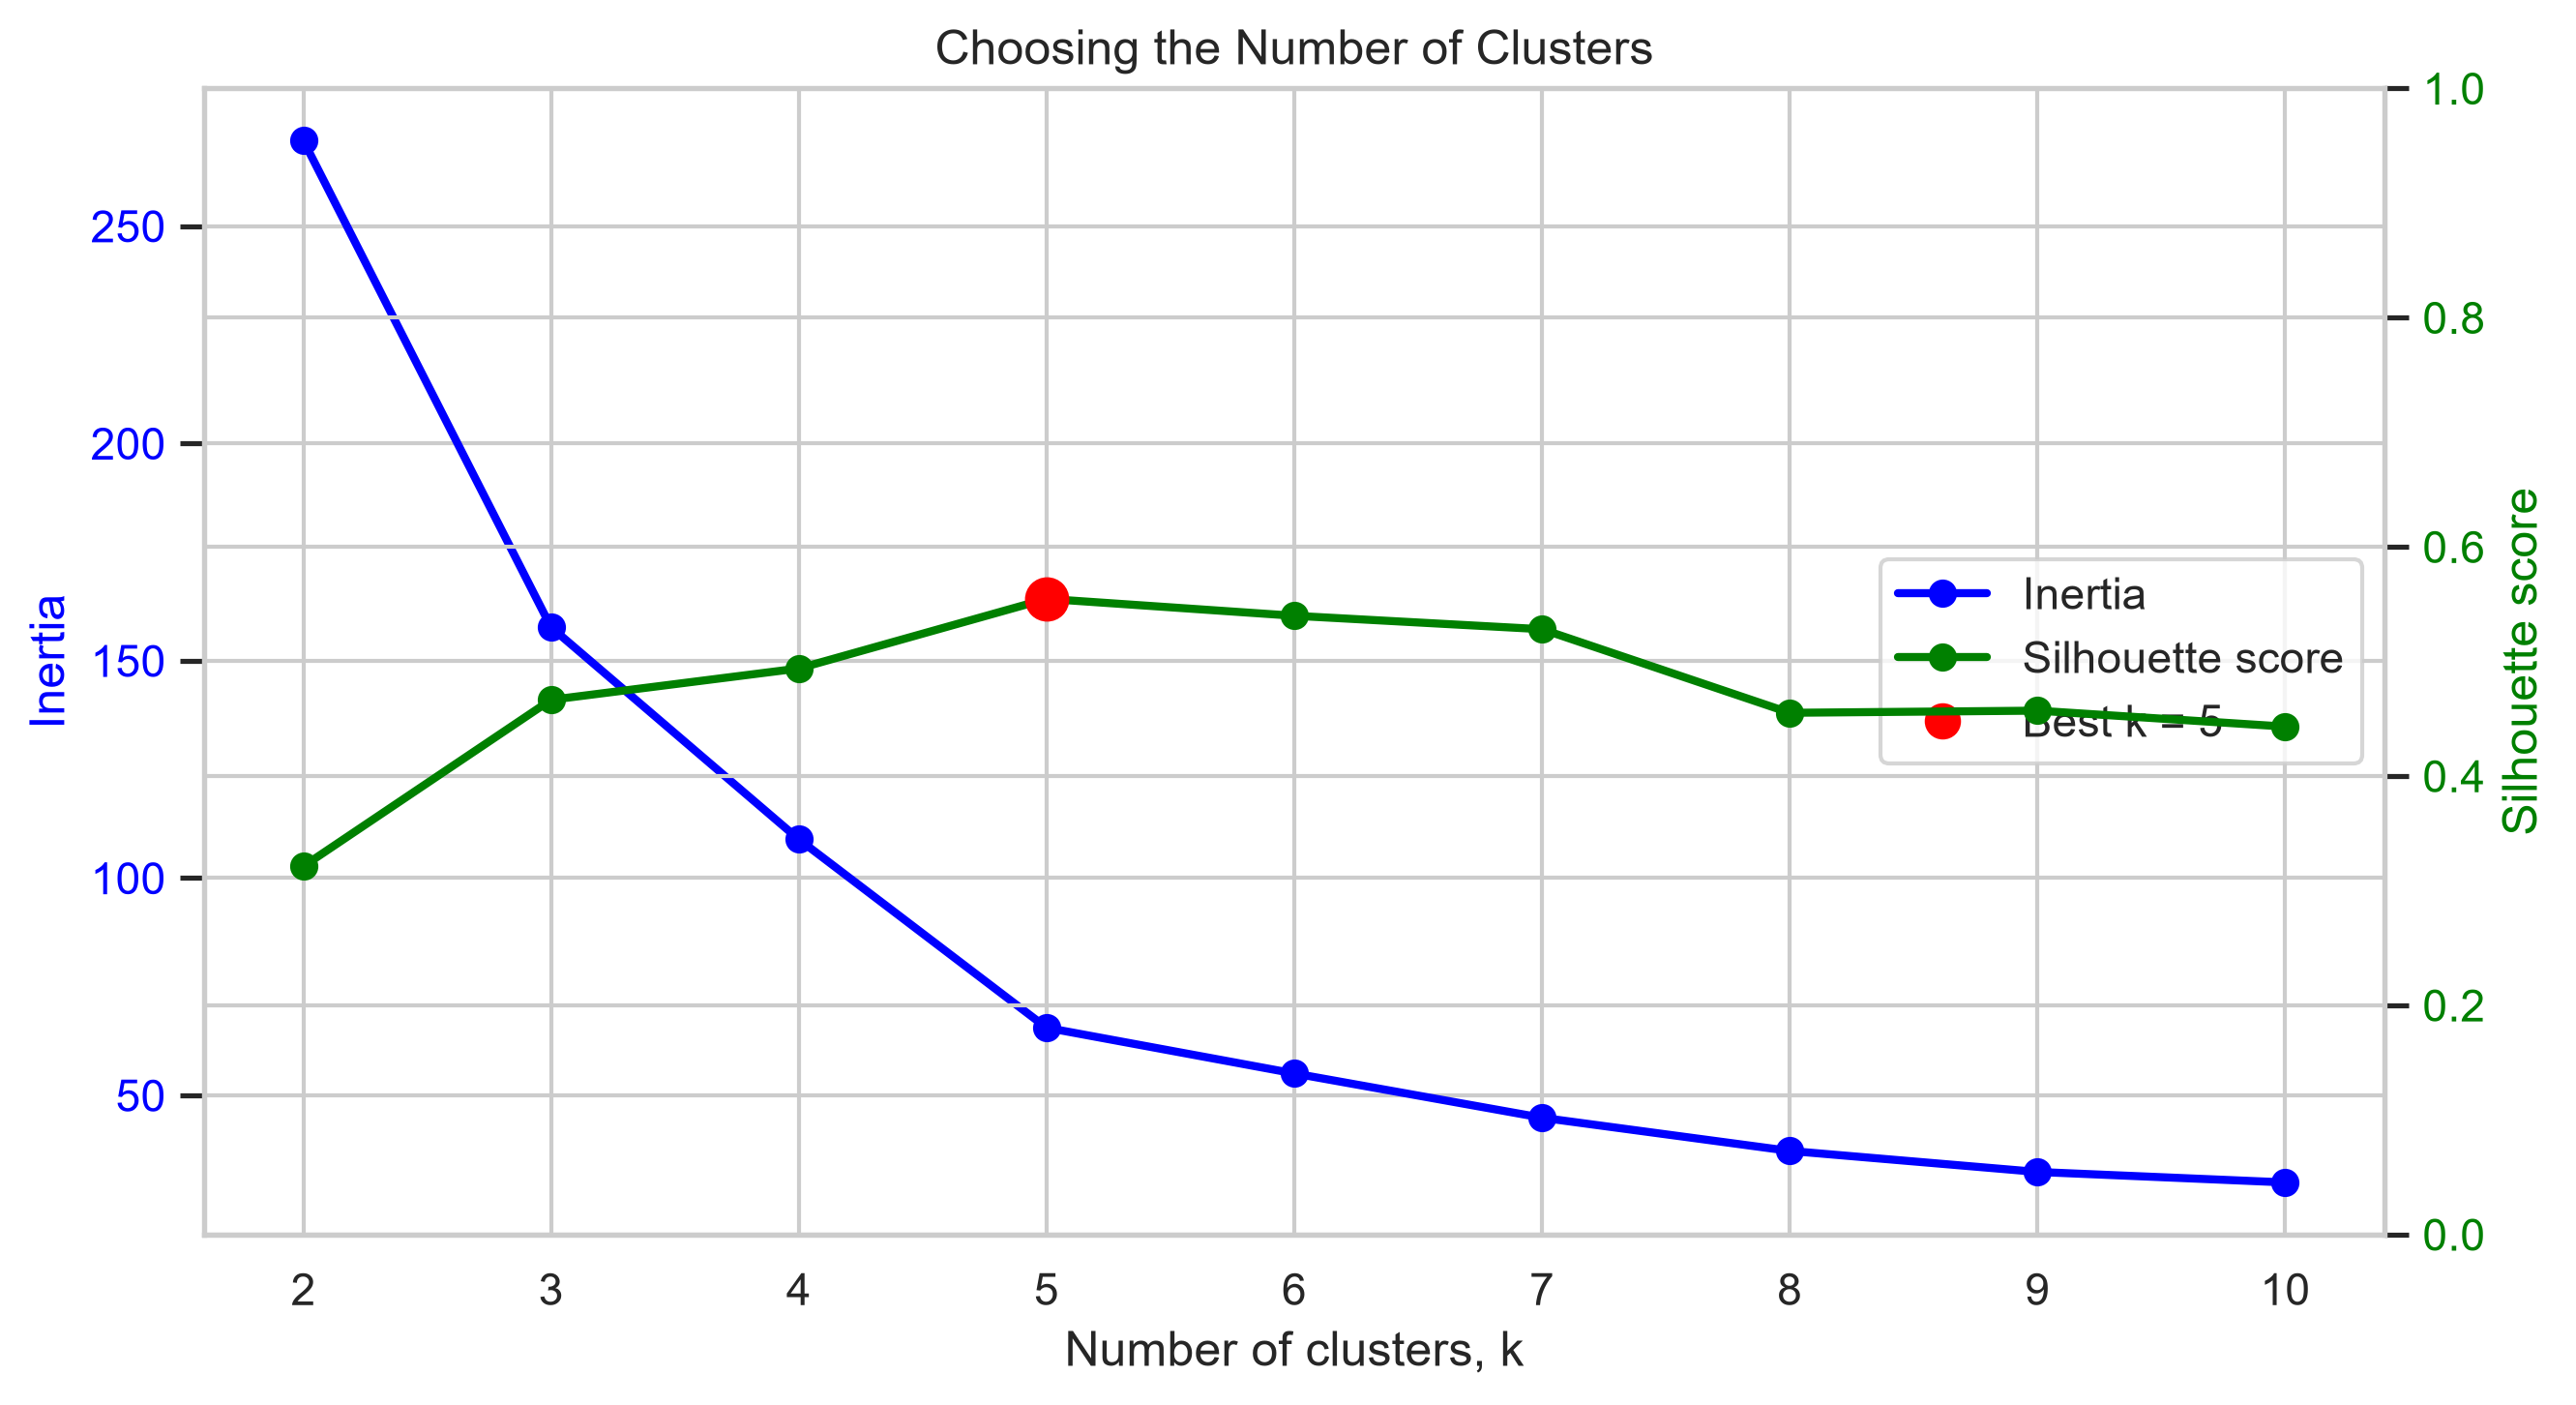 Choosing the Number of Clusters
Inertia
250
200
150
100
50
1.0
0.8
0.6
0.4
0.2
0.0
Silhouette score
Inertia
Silhouette score
Best k = 5
2 3 4 5 6 7 8 9 10
Number of clusters, k